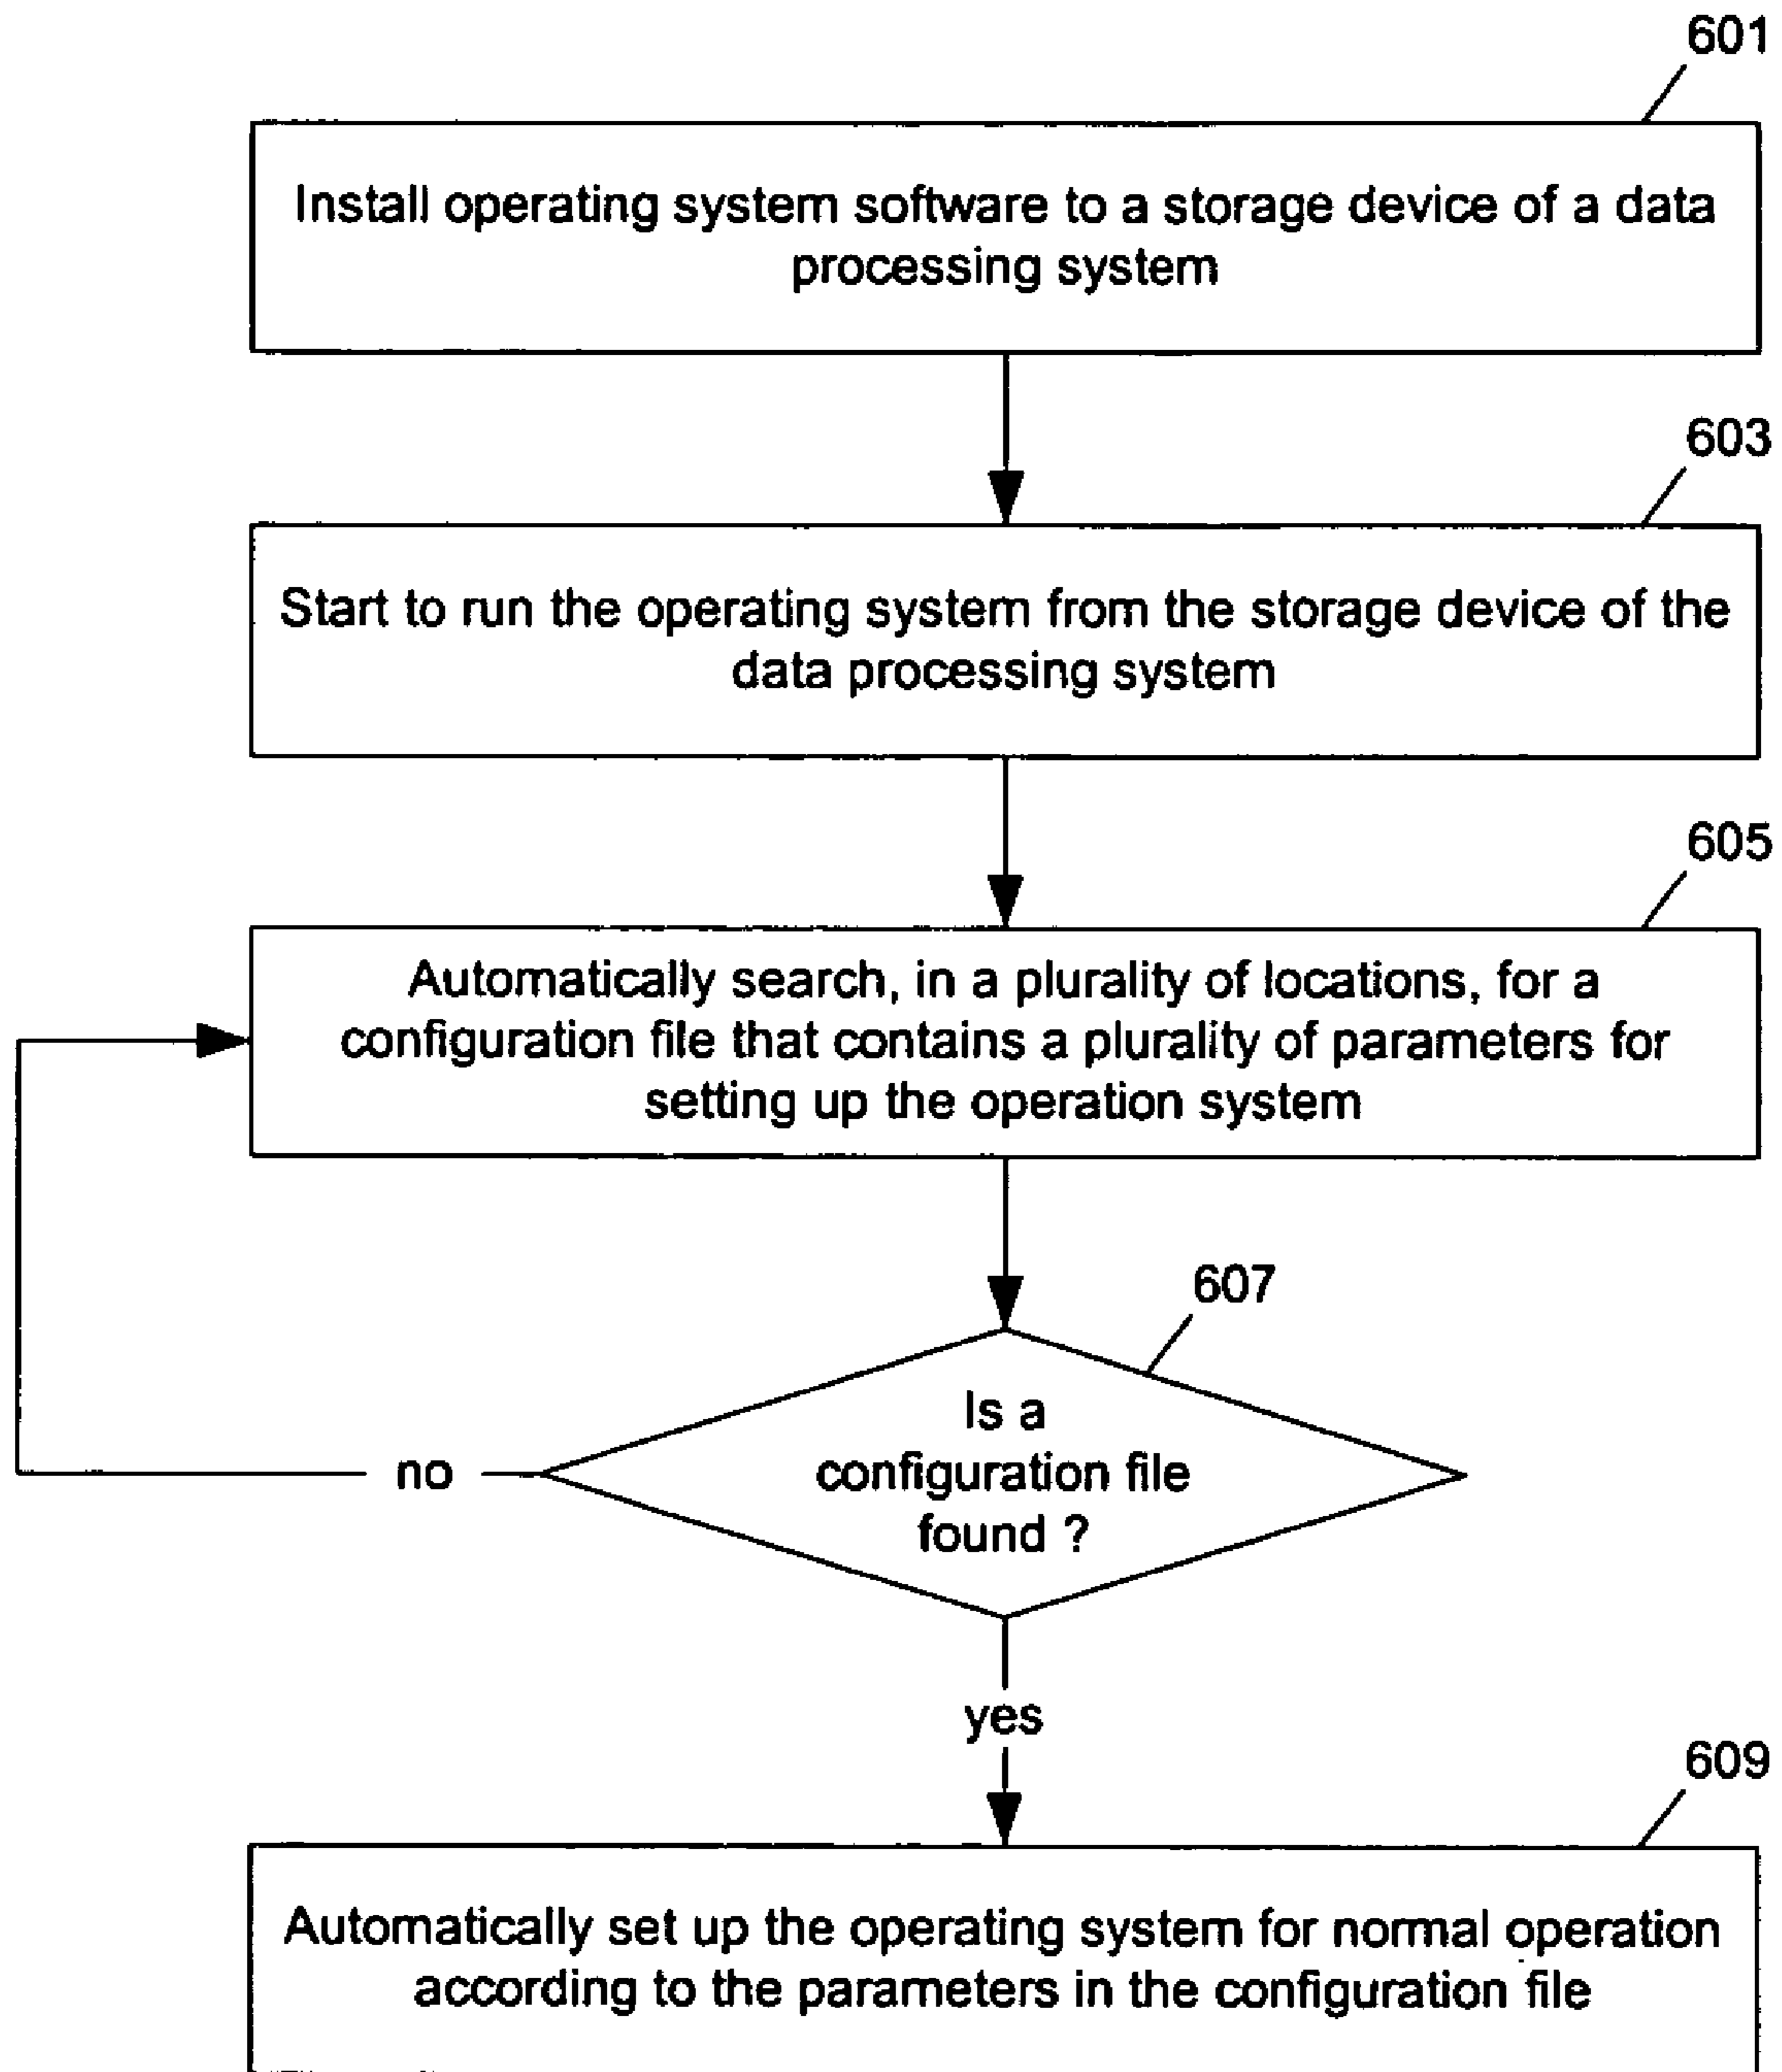 601
Install operating system software to a storage device of a data
processing system
603
Start to run the operating system from the storage device of the
data processing system
605
Automatically search, in a plurality of locations, for a
configuration file that contains a plurality of parameters for
setting up the operation system
607
Is a
configuration file
found ?
no
yes
609
Automatically set up the operating system for normal operation
according to the parameters in the configuration file